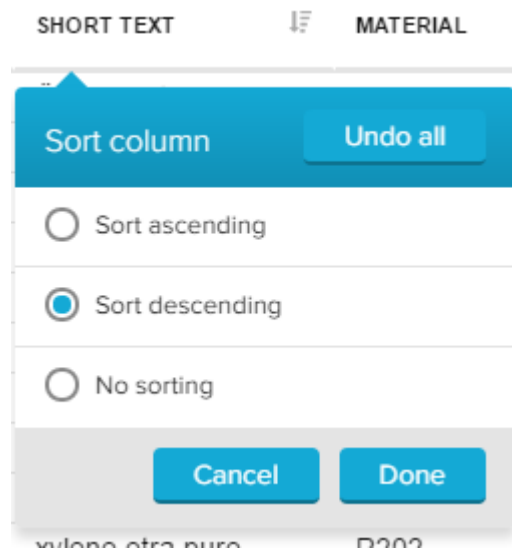 SHORT TEXT MATERIAL
Sort column Undo all
Sort ascending
Sort descending
No sorting
Cancel Done